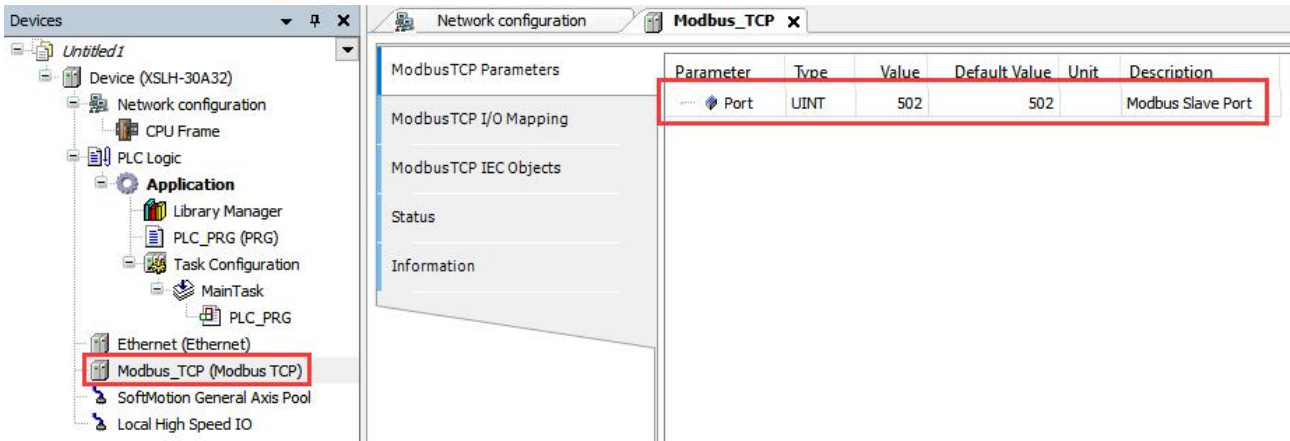 Devices
Untitled1
Device (XSLH-30A32)
Network configuration
CPU Frame
PLC Logic
Application
Library Manager
PLC_PRG (PRG)
Task Configuration
MainTask
PLC_PRG
Ethernet (Ethernet)
Modbus_TCP (Modbus TCP)
SoftMotion General Axis Pool
Local High Speed IO
Network configuration Modbus_TCP
ModbusTCP Parameters
ModbusTCP I/O Mapping
ModbusTCP IEC Objects
Status
Information
Parameter Type Value Default Value Unit Description
Port UINT 502 502 Modbus Slave Port